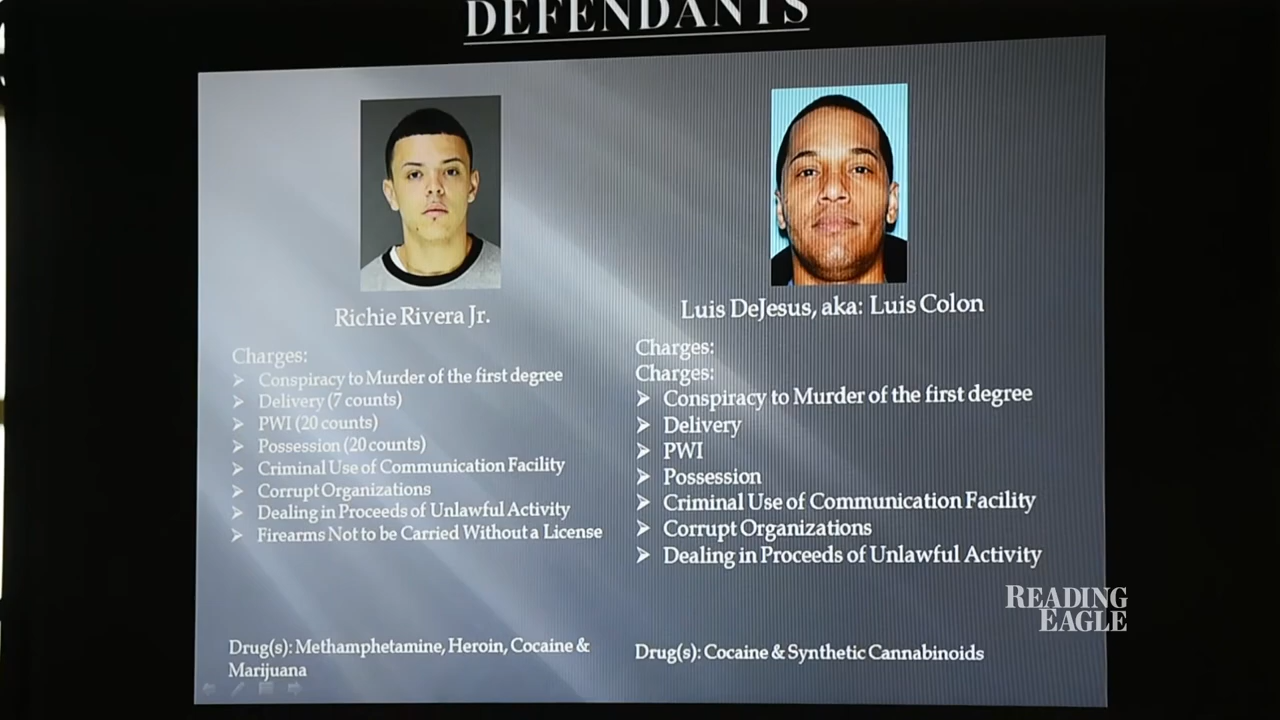 DEFENDANTS
Richie Rivera Jr.
Charges:
➢ Conspiracy to Murder of the first degree
➢ Delivery (7 counts)
➢ PWI (20 counts)
➢ Possession (20 counts)
➢ Criminal Use of Communication Facility
➢ Corrupt Organizations
➢ Dealing in Proceeds of Unlawful Activity
➢ Firearms Not to be Carried Without a License
Drug(s): Methamphetamine, Heroin, Cocaine &
Marijuana
Luis DeJesus, aka: Luis Colon
Charges:
Charges:
➢ Conspiracy to Murder of the first degree
➢ Delivery
➢ PWI
➢ Possession
➢ Criminal Use of Communication Facility
➢ Corrupt Organizations
➢ Dealing in Proceeds of Unlawful Activity
Drug(s): Cocaine & Synthetic Cannabinoids
READING
EAGLE